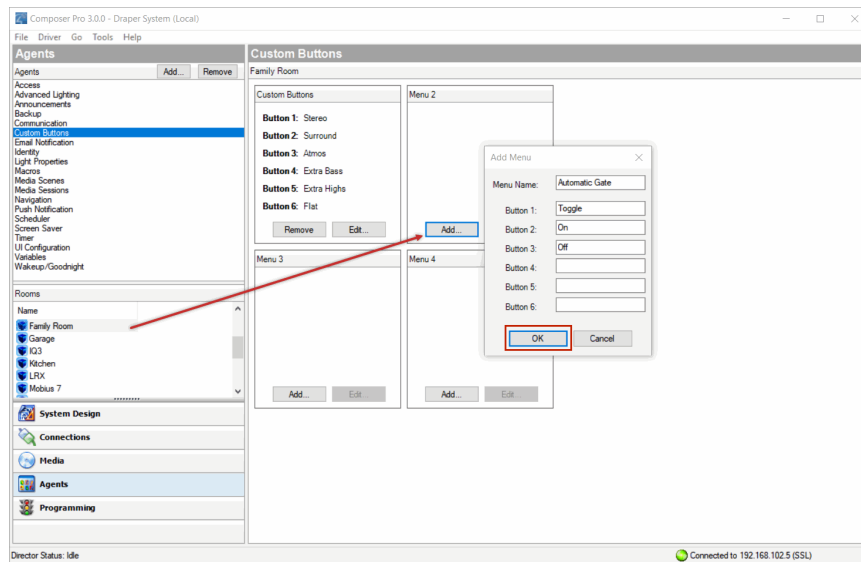 Composer Pro 3.0.0 - Draper System (Local)
File Driver Go Tools Help
Agents
Agents Add... Remove
Access
Advanced Lighting
Announcements
Backup
Communication
Custom Buttons
Email Notification
Identity
Light Properties
Macros
Media Scenes
Media Sessions
Navigation
Push Notification
Scheduler
Screen Saver
Timer
UI Configuration
Variables
Wakeup/Goodnight
Rooms
Name
Family Room
Garage
IQ3
Kitchen
LRX
Mobius 7
System Design
Connections
Media
Agents
Programming
Custom Buttons
Family Room
Custom Buttons
Button 1: Stereo
Button 2: Surround
Button 3: Atmos
Button 4: Extra Bass
Button 5: Extra Highs
Button 6: Flat
Remove Edit...
Menu 2
Add...
Menu 3
Add... Edit...
Menu 4
Add... Edit...
Add Menu
Menu Name: Automatic Gate
Button 1: Toggle
Button 2: On
Button 3: Off
Button 4:
Button 5:
Button 6:
OK Cancel
Director Status: Idle
Connected to 192.168.102.5 (SSL)